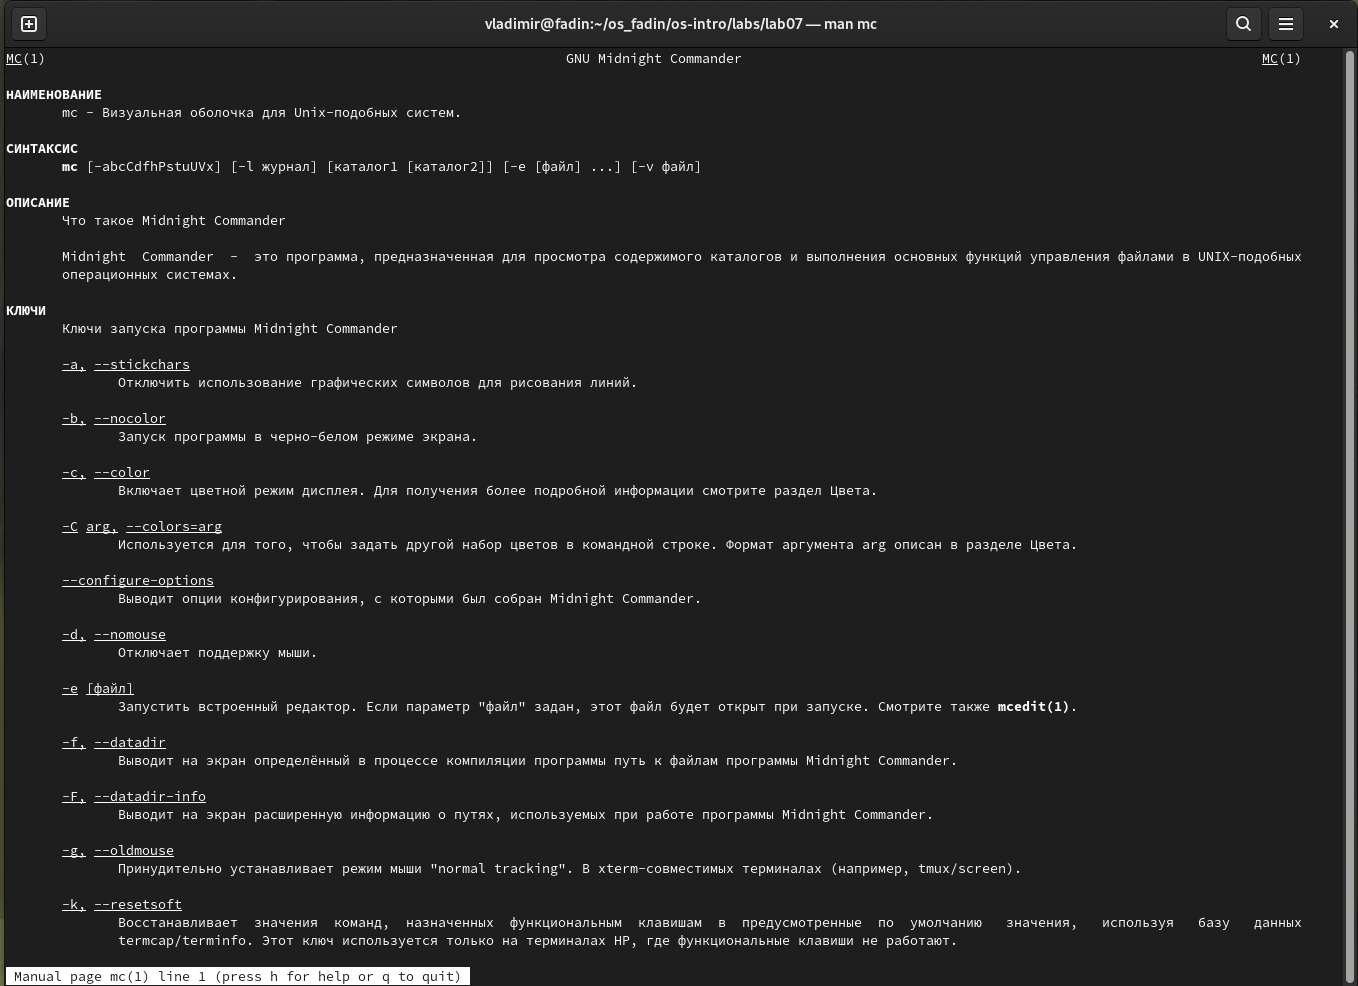 vladimir@fadin:~/os_fadin/os-intro/labs/lab07 — man mc
MC(1) GNU Midnight Commander MC(1)
НАИМЕНОВАНИЕ
mc - Визуальная оболочка для Unix-подобных систем.
СИНТАКСИС
mc [-abcCdfhPstuUVx] [-l журнал] [каталог1 [каталог2]] [-e [файл] ...] [-v файл]
ОПИСАНИЕ
Что такое Midnight Commander
Midnight Commander - это программа, предназначенная для просмотра содержимого каталогов и выполнения основных функций управления файлами в UNIX-подобных
операционных системах.
КЛЮЧИ
Ключи запуска программы Midnight Commander
-a, --stickchars
Отключить использование графических символов для рисования линий.
-b, --nocolor
Запуск программы в черно-белом режиме экрана.
-c, --color
Включает цветной режим дисплея. Для получения более подробной информации смотрите раздел Цвета.
-C arg, --colors=arg
Используется для того, чтобы задать другой набор цветов в командной строке. Формат аргумента arg описан в разделе Цвета.
--configure-options
Выводит опции конфигурирования, с которыми был собран Midnight Commander.
-d, --nomouse
Отключает поддержку мыши.
-e [файл]
Запустить встроенный редактор. Если параметр "файл" задан, этот файл будет открыт при запуске. Смотрите также mcedit(1).
-f, --datadir
Выводит на экран определённый в процессе компиляции программы путь к файлам программы Midnight Commander.
-F, --datadir-info
Выводит на экран расширенную информацию о путях, используемых при работе программы Midnight Commander.
-g, --oldmouse
Принудительно устанавливает режим мыши "normal tracking". В xterm-совместимых терминалах (например, tmux/screen).
-k, --resetsoft
Восстанавливает значения команд, назначенных функциональным клавишам в предусмотренные по умолчанию значения, используя базу данных
termcap/terminfo. Этот ключ используется только на терминалах HP, где функциональные клавиши не работают.
Manual page mc(1) line 1 (press h for help or q to quit)